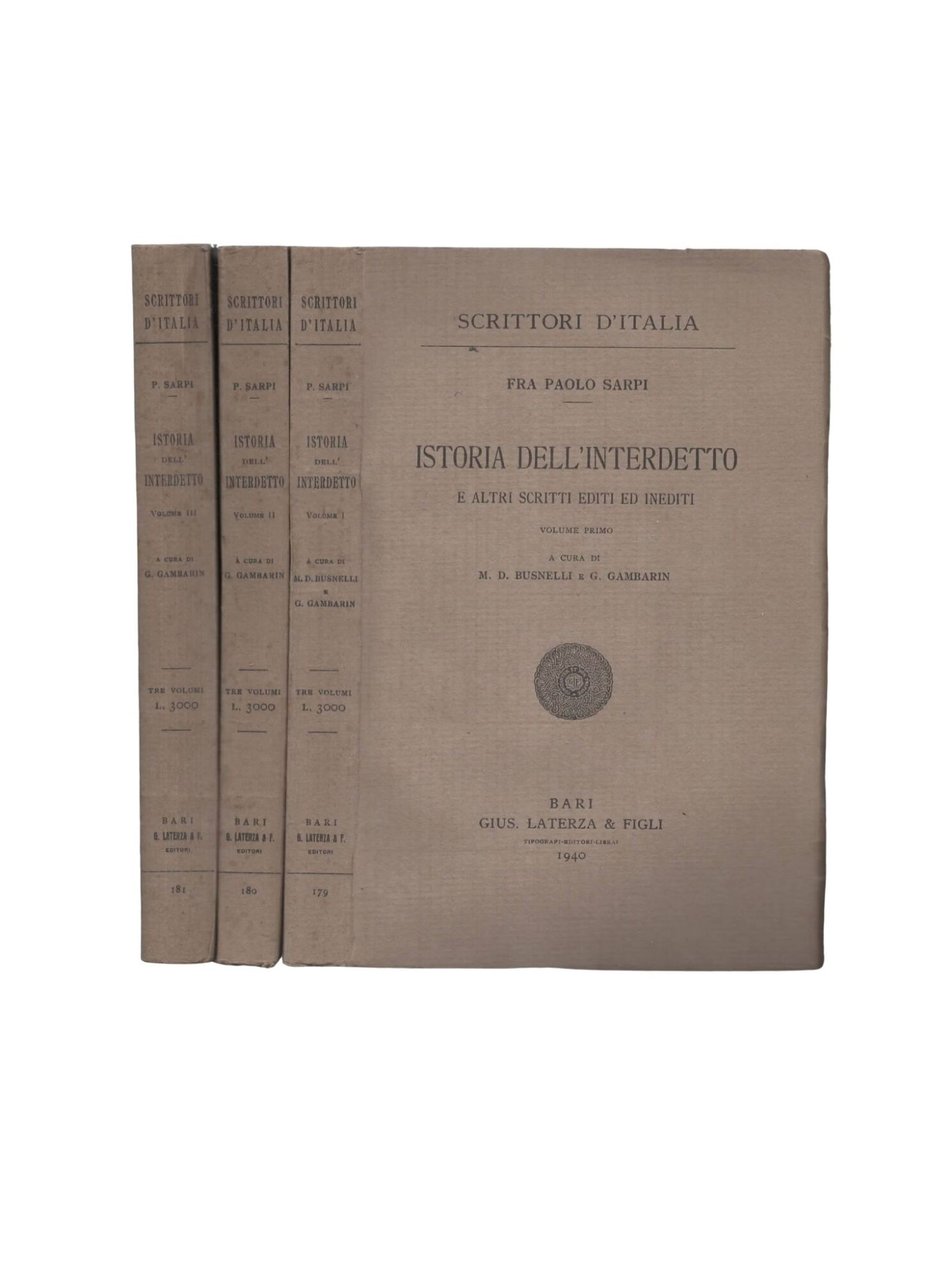 SCRITTORI
D'ITALIA
P. SARPI
ISTORIA
DELL'
INTERDETTO
VOLUME III
A CURA DI
G. GAMBARIN
TRE VOLUMI
L. 3000
BARI
G. LATERZA & F.
EDITORI
181
SCRITTORI
D'ITALIA
P. SARPI
ISTORIA
DELL'
INTERDETTO
VOLUME II
A CURA DI
G. GAMBARIN
TRE VOLUMI
L. 3000
BARI
G. LATERZA & F.
EDITORI
180
SCRITTORI
D'ITALIA
P. SARPI
ISTORIA
DELL'
INTERDETTO
VOLUME I
A CURA DI
M. D. BUSNELLI
E
G. GAMBARIN
TRE VOLUMI
L. 3000
BARI
G. LATERZA & F.
EDITORI
179
SCRITTORI D'ITALIA
FRA PAOLO SARPI
ISTORIA DELL'INTERDETTO
E ALTRI SCRITTI EDITI ED INEDITI
VOLUME PRIMO
A CURA DI
M. D. BUSNELLI E G. GAMBARIN
BARI
GIUS. LATERZA & FIGLI
TIPOGRAFI-EDITORI-LIBRAI
1940